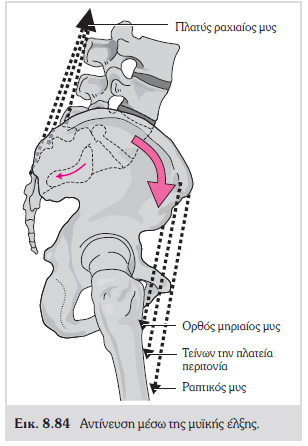 Πλατύς ραχιαίος μυς
Ορθός μηριαίος μυς
Τείνων την πλατεία
περιτονία
Ραπτικός μυς
Εικ. 8.84 Αντίνευση μέσω της μυϊκής έλξης.